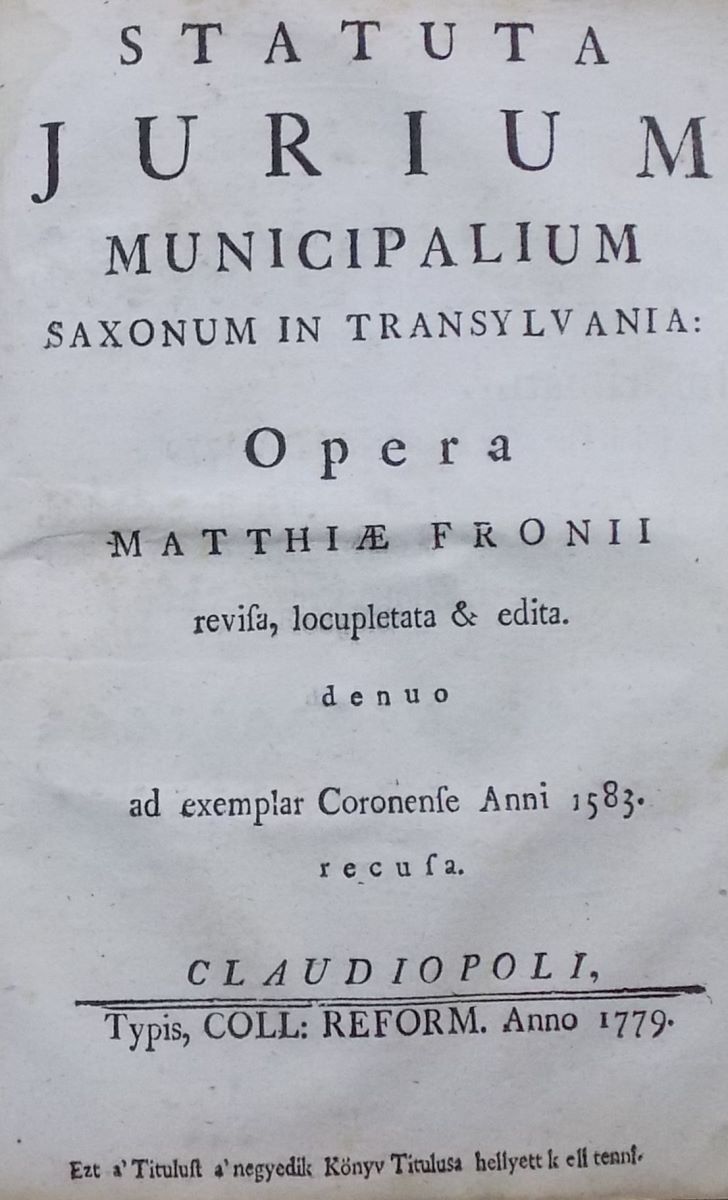 STATUTA
JURIUM
MUNICIPALIUM
SAXONUM IN TRANSYLVANIA:
Opera
MATTHIÆ FRONII
reviſa, locupletata & edita.
denuo
ad exemplar Coronenſe Anni 1583.
recuſa.
CLAUDIOPOLI,
Typis, COLL: REFORM. Anno 1779.
Ezt a' Tituluſt a' negyedik Könyv Titulusa hellyett k ell tenni.